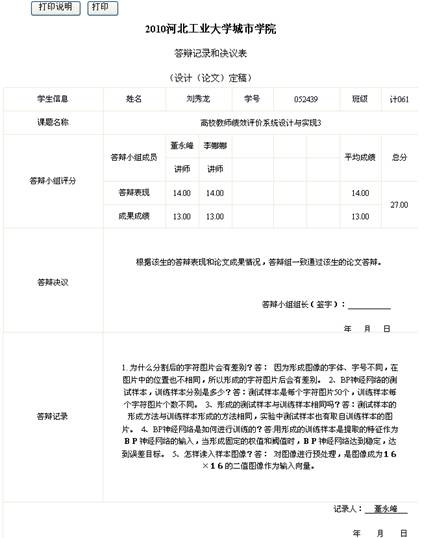 打印说明 打印
2010河北工业大学城市学院
答辩记录和决议表
(设计(论文)定稿)
学生信息 姓名 刘秀龙 学号 052439 班级 计061
课题名称 高校教师绩效评价系统设计与实现3
答辩小组评分 答辩小组成员 董永峰 李娜娜 平均成绩 总分
讲师 讲师
答辩表现 14.00 14.00 14.00 27.00
成果成绩 13.00 13.00 13.00
答辩决议 根据该生的答辩表现和论文成果情况,答辩组一致通过该生的论文答辩。
答辩小组组长(签字):
年 月 日
答辩记录
1.为什么分割后的字符图片会有差别?答: 因为形成图像的字体、字号不同,在
图片中的位置也不相同,所以形成的字符图片后会有差别。 2、BP神经网络的测
试样本,训练样本分别是多少?答:测试样本是每个字符图片50个,训练样本每
个字符图片个数不同。 3、形成的测试样本与训练样本相同吗?答:测试样本的
形成方法与训练样本形成的方法相同,实验中测试样本也有取自训练样本的图
片。 4、BP神经网络是如何进行训练的?答:用形成的训练样本是提取的特征作为
BP神经网络的输入,当形成固定的权值和阈值时,BP神经网络达到稳定,达
到误差目标。 5、怎样读入样本图像?答: 对图像进行预处理,是图像成为16
×16的二值图像作为输入向量。
记录人: 董永峰
年 月 日